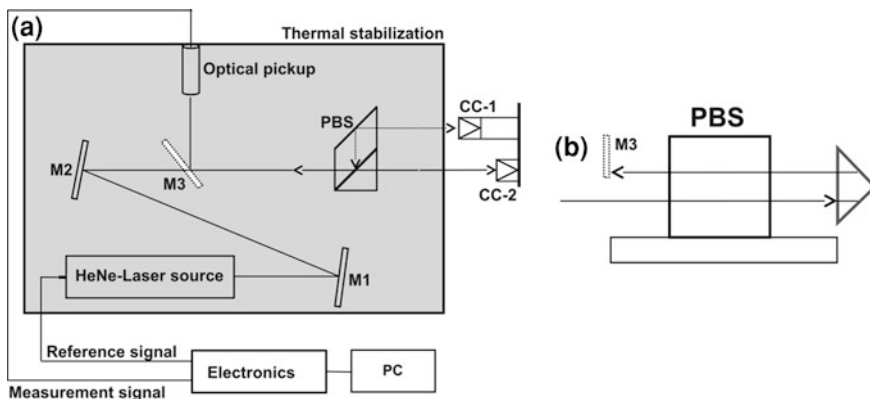 (a)
Thermal stabilization
Optical pickup
CC-1
PBS
M2
M3
CC-2
HeNe-Laser source
M1
Reference signal
Electronics
PC
Measurement signal
PBS
(b)
M3